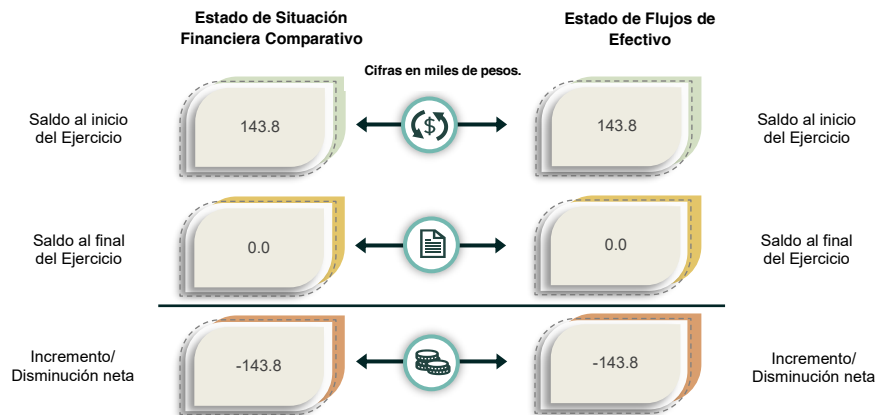 Estado de Situación
Financiera Comparativo
Estado de Flujos de
Efectivo
Cifras en miles de pesos.
Saldo al inicio
del Ejercicio
143.8
$
143.8
Saldo al inicio
del Ejercicio
Saldo al final
del Ejercicio
0.0
0.0
Saldo al final
del Ejercicio
Incremento/
Disminución neta
-143.8
-143.8
Incremento/
Disminución neta